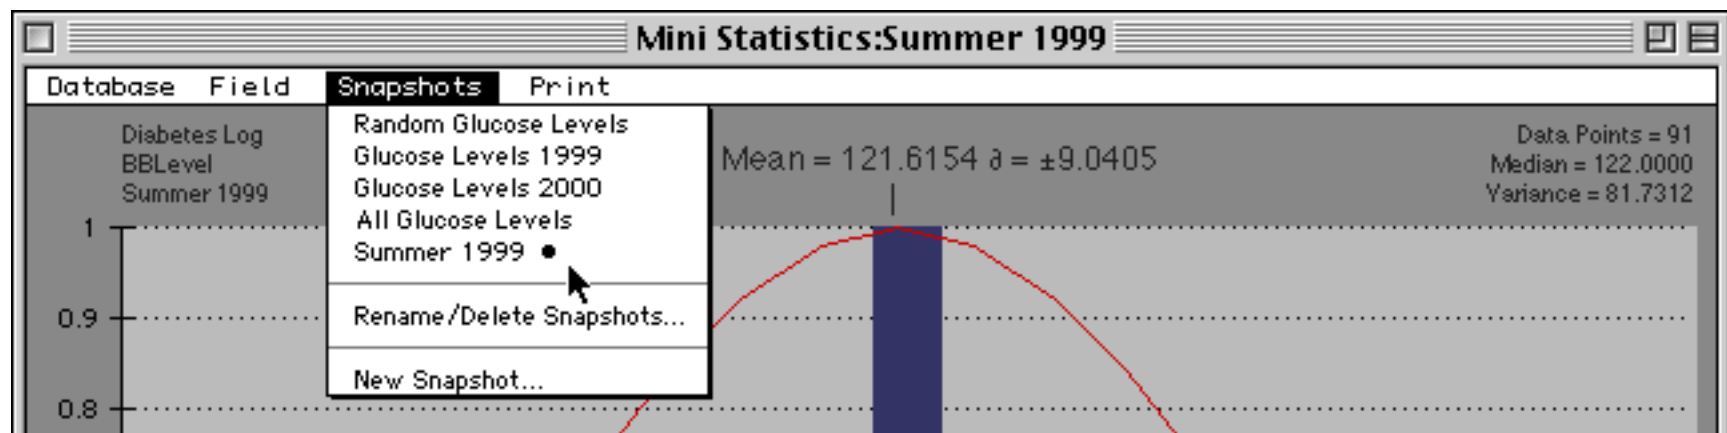 Mini Statistics:Summer 1999
Database Field Snapshots Print
Random Glucose Levels
Glucose Levels 1999
Glucose Levels 2000
All Glucose Levels
Summer 1999 ●
Rename/Delete Snapshots...
New Snapshot...
Diabetes Log
BBLevel
Summer 1999
Mean = 121.6154 ∂ = ±9.0405
Data Points = 91
Median = 122.0000
Variance = 81.7312
1
0.9
0.8